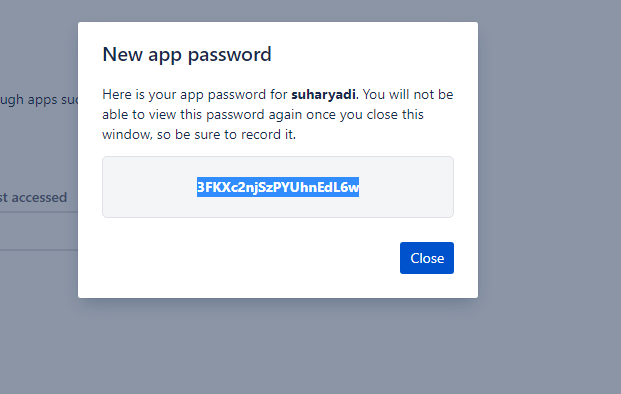 New app password
Here is your app password for suharyadi. You will not be
able to view this password again once you close this
window, so be sure to record it.
ugh apps suc
st accessed
3FKXc2njSzPYUhnEdL6w
Close